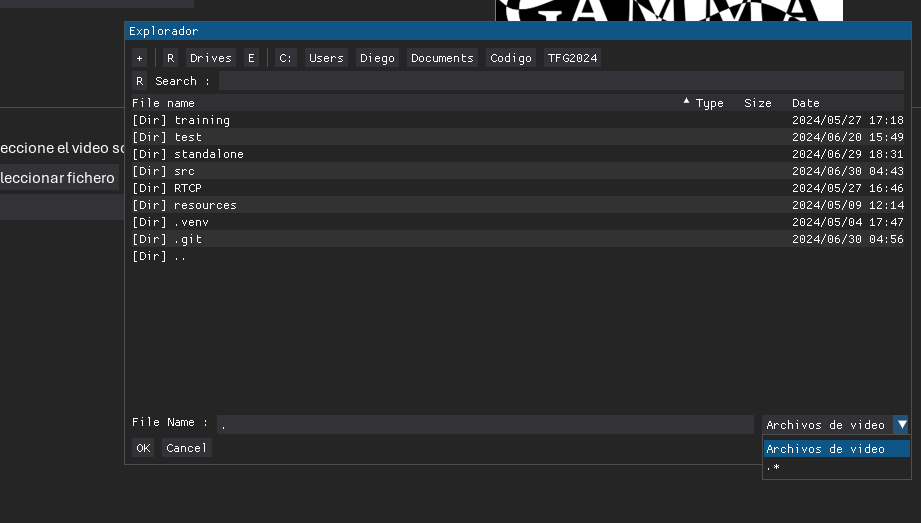 GAMMA
Explorador
+ R Drives E C: Users Diego Documents Codigo TFG2024
R Search :
File name Type Size Date
[Dir] training 2024/05/27 17:18
[Dir] test 2024/06/20 15:49
eccione el video so
[Dir] standalone 2024/06/29 18:31
[Dir] src 2024/06/30 04:43
leccionar fichero
[Dir] RTCP 2024/05/27 16:46
[Dir] resources 2024/05/09 12:14
[Dir] .venv 2024/05/04 17:47
[Dir] .git 2024/06/30 04:56
[Dir] ..
File Name : . Archivos de video
OK Cancel
Archivos de video
.*